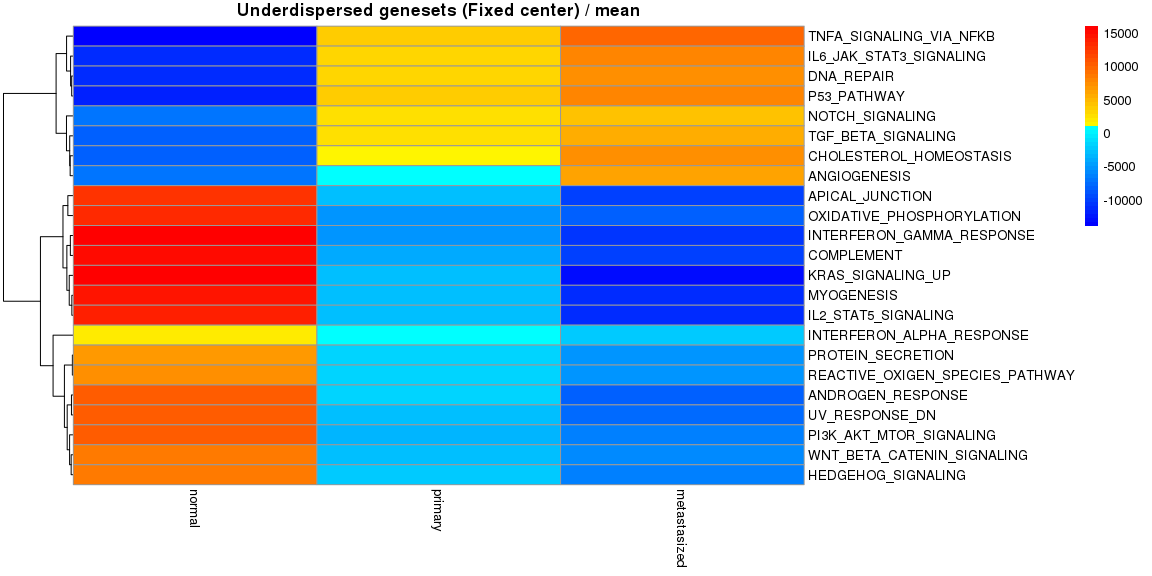 Underdispersed genesets (Fixed center) / mean
TNFA_SIGNALING_VIA_NFKB
IL6_JAK_STAT3_SIGNALING
DNA_REPAIR
P53_PATHWAY
NOTCH_SIGNALING
TGF_BETA_SIGNALING
CHOLESTEROL_HOMEOSTASIS
ANGIOGENESIS
APICAL_JUNCTION
OXIDATIVE_PHOSPHORYLATION
INTERFERON_GAMMA_RESPONSE
COMPLEMENT
KRAS_SIGNALING_UP
MYOGENESIS
IL2_STAT5_SIGNALING
INTERFERON_ALPHA_RESPONSE
PROTEIN_SECRETION
REACTIVE_OXIGEN_SPECIES_PATHWAY
ANDROGEN_RESPONSE
UV_RESPONSE_DN
PI3K_AKT_MTOR_SIGNALING
WNT_BETA_CATENIN_SIGNALING
HEDGEHOG_SIGNALING
normal
primary
metastasized
15000
10000
5000
0
-5000
-10000